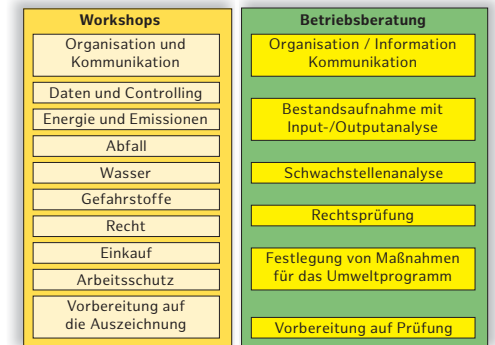 Workshops
Organisation und
Kommunikation
Daten und Controlling
Energie und Emissionen
Abfall
Wasser
Gefahrstoffe
Recht
Einkauf
Arbeitsschutz
Vorbereitung auf
die Auszeichnung
Betriebsberatung
Organisation / Information
Kommunikation
Bestandsaufnahme mit
Input-/Outputanalyse
Schwachstellenanalyse
Rechtsprüfung
Festlegung von Maßnahmen
für das Umweltprogramm
Vorbereitung auf Prüfung